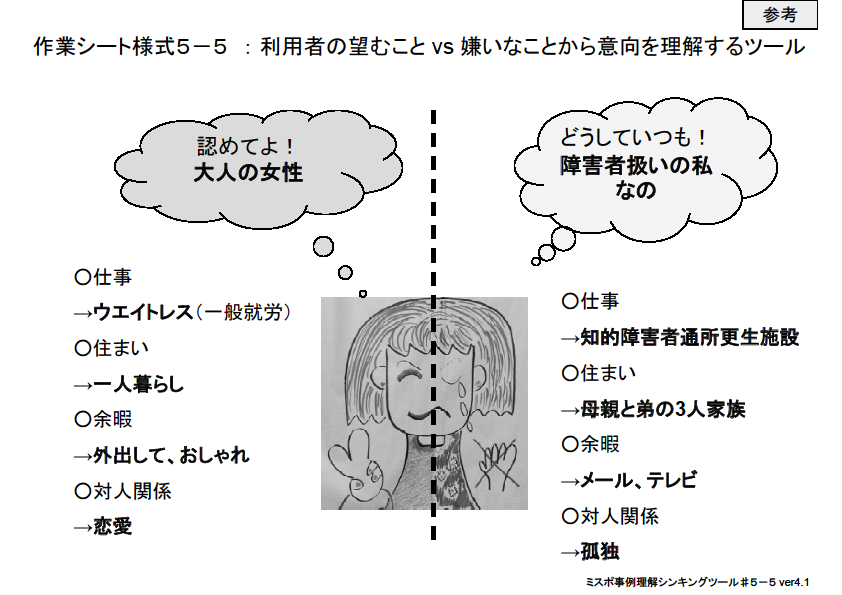 参考
作業シート様式５－５　：利用者の望むこと vs 嫌いなことから意向を理解するツール
認めてよ！
大人の女性
〇仕事
→ウエイトレス（一般就労）
〇住まい
→一人暮らし
〇余暇
→外出して、おしゃれ
〇対人関係
→恋愛
どうしていつも！
障害者扱いの私
なの
〇仕事
→知的障害者通所更生施設
〇住まい
→母親と弟の3人家族
〇余暇
→メール、テレビ
〇対人関係
→孤独
ミスポ事例理解シンキングツール♯５－５ ver4.1